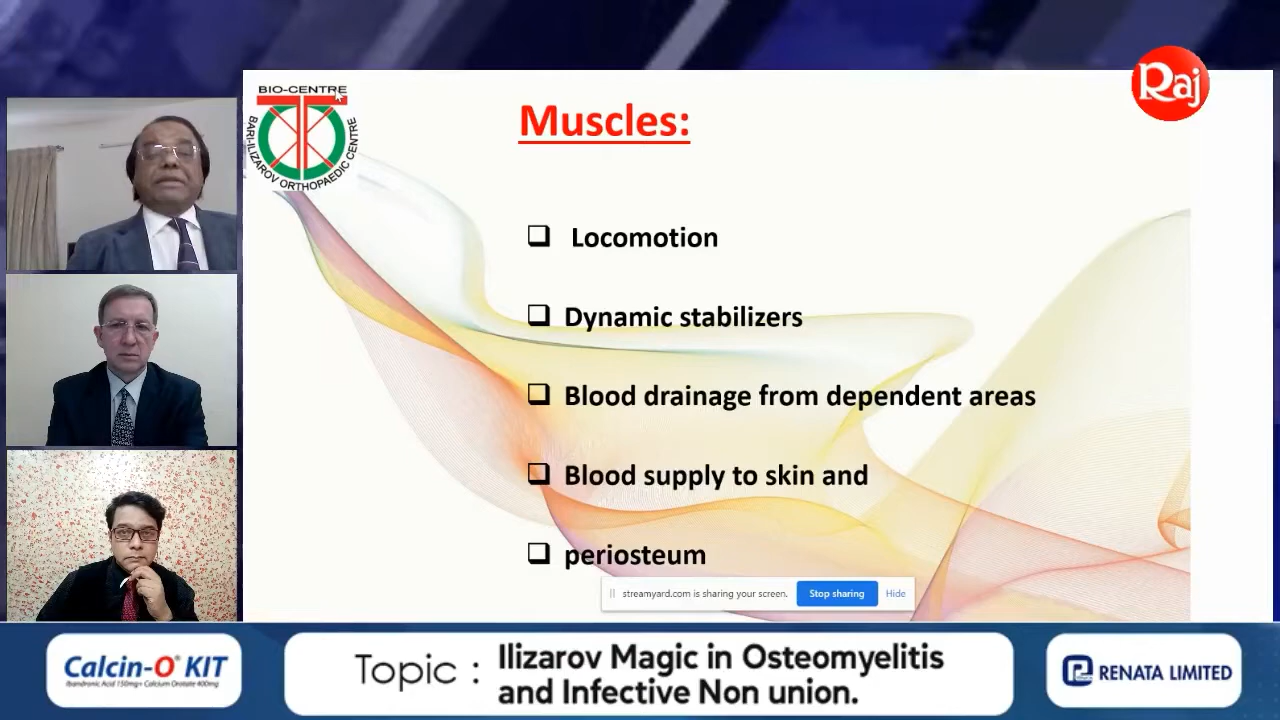 BIO-CENTRE
BARI-ILIZAROV ORTHOPAEDIC CENTRE
Raj
Muscles:
Locomotion
Dynamic stabilizers
Blood drainage from dependent areas
Blood supply to skin and
periosteum
streamyard.com is sharing your screen.
Stop sharing
Hide
Calcin-O® KIT
Ibandronic Acid 150mg+ Calcium Orotate 400mg
Topic :
Ilizarov Magic in Osteomyelitis
and Infective Non union.
RENATA LIMITED